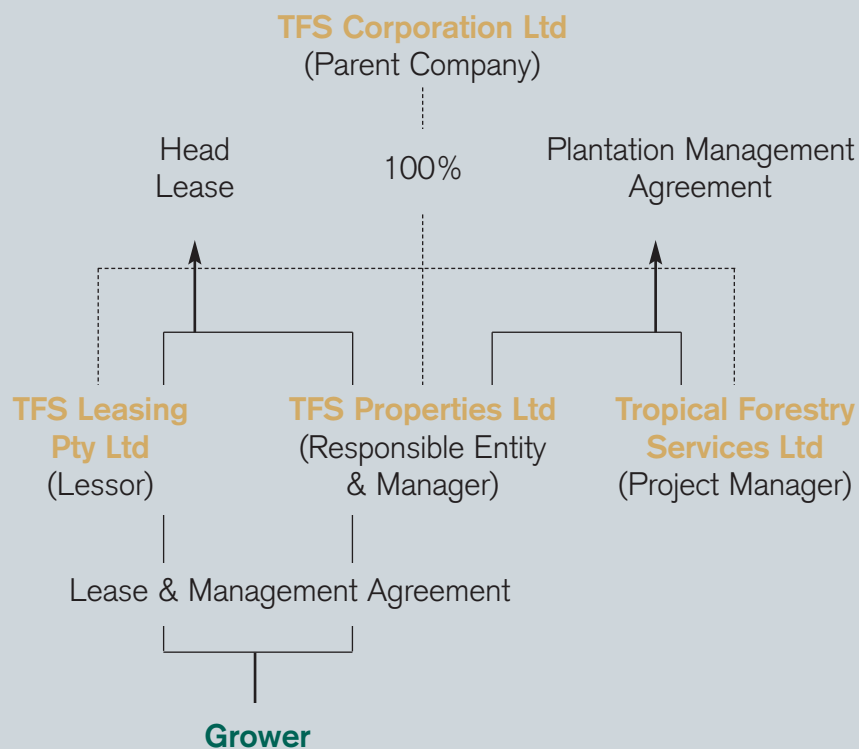 TFS Corporation Ltd
(Parent Company)
Head
Lease
100%
Plantation Management
Agreement
TFS Leasing
Pty Ltd
(Lessor)
TFS Properties Ltd
(Responsible Entity
& Manager)
Tropical Forestry
Services Ltd
(Project Manager)
Lease & Management Agreement
Grower